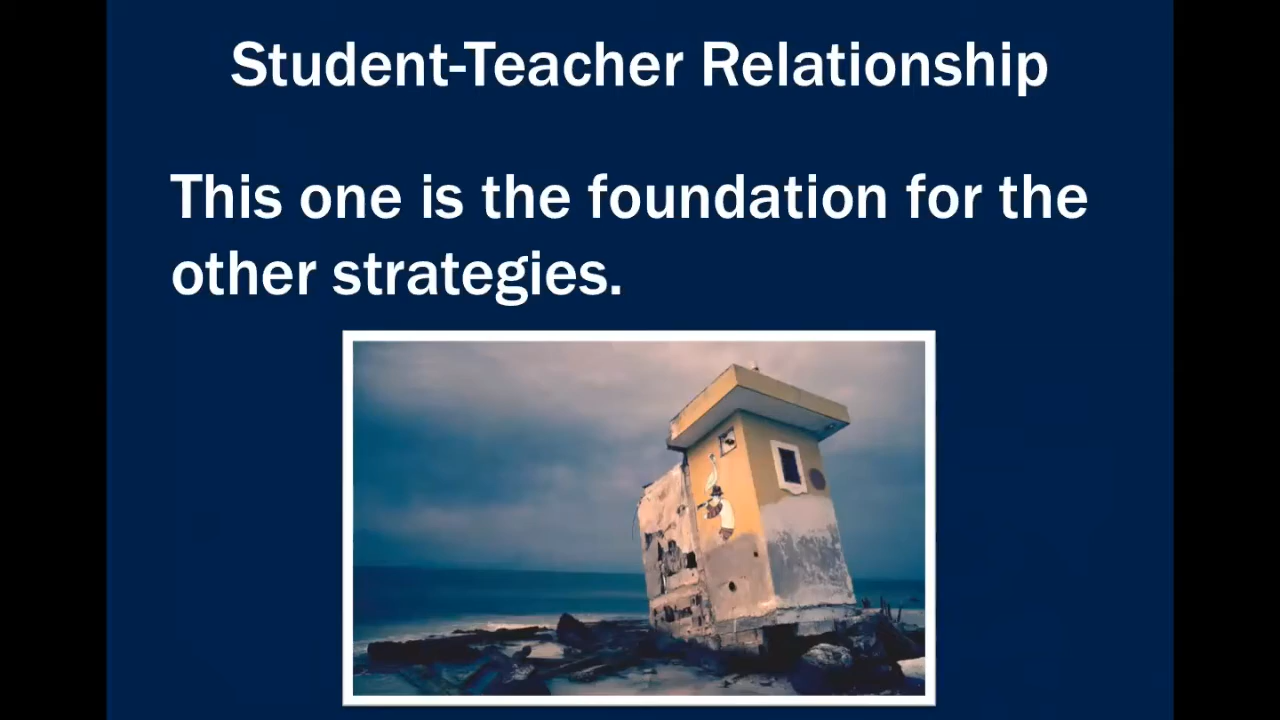 Student-Teacher Relationship
This one is the foundation for the
other strategies.